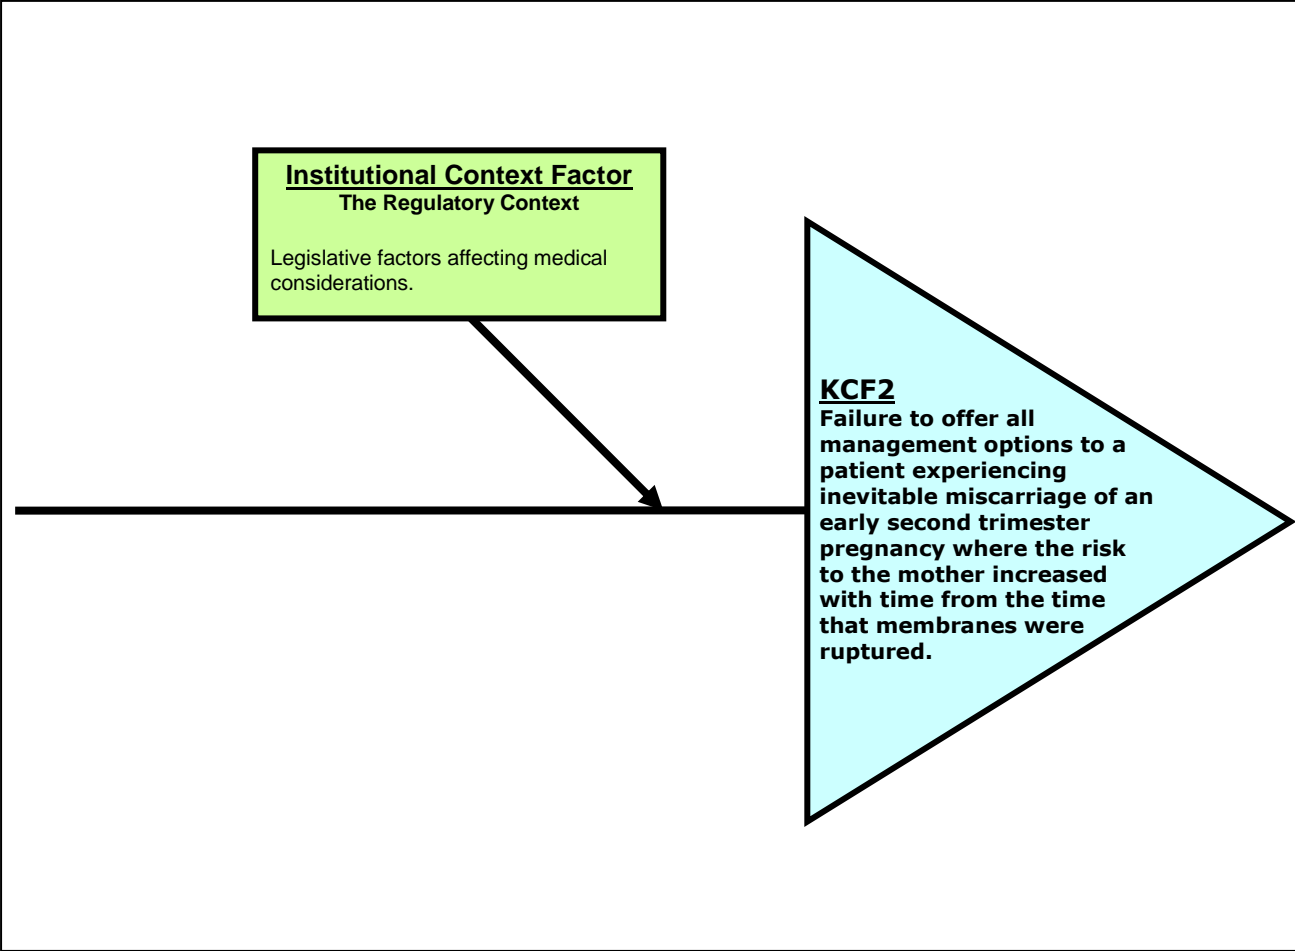 Institutional Context Factor
The Regulatory Context
Legislative factors affecting medical
considerations.
KCF2
Failure to offer all
management options to a
patient experiencing
inevitable miscarriage of an
early second trimester
pregnancy where the risk
to the mother increased
with time from the time
that membranes were
ruptured.